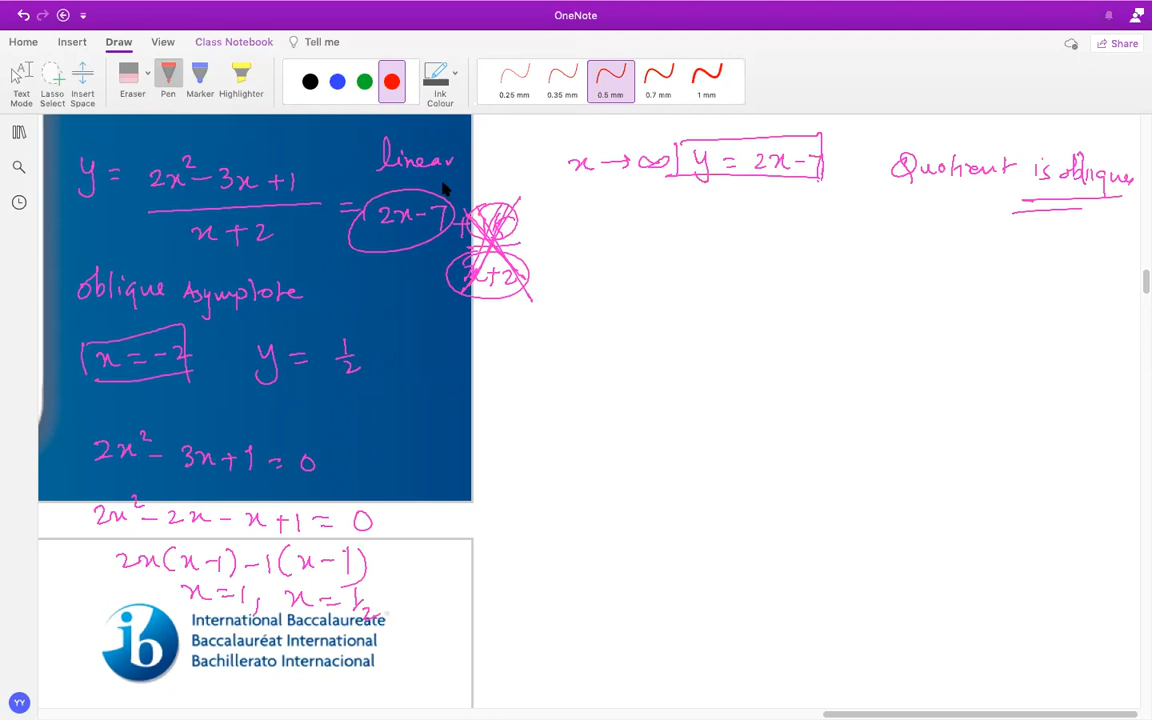 OneNote
Home Insert Draw View Class Notebook Tell me
Share
Text Mode
Lasso Select
Insert Space
Eraser
Pen
Marker
Highlighter
Ink Colour
0.25 mm
0.35 mm
0.5 mm
0.7 mm
1 mm
y = (2x² - 3x + 1)/(x + 2) = 2x - 7 +
linear
x + 2
x → ∞ y = 2x - 7
Quotient is oblique
oblique Asymptote
x = -2 y = 1/2
2x² - 3x + 1 = 0
2x² - 2x - x + 1 = 0
2x(x-1) - 1(x-1)
x = 1, x = 1/2
International Baccalaureate
Baccalauréat International
Bachillerato Internacional
ib
YY